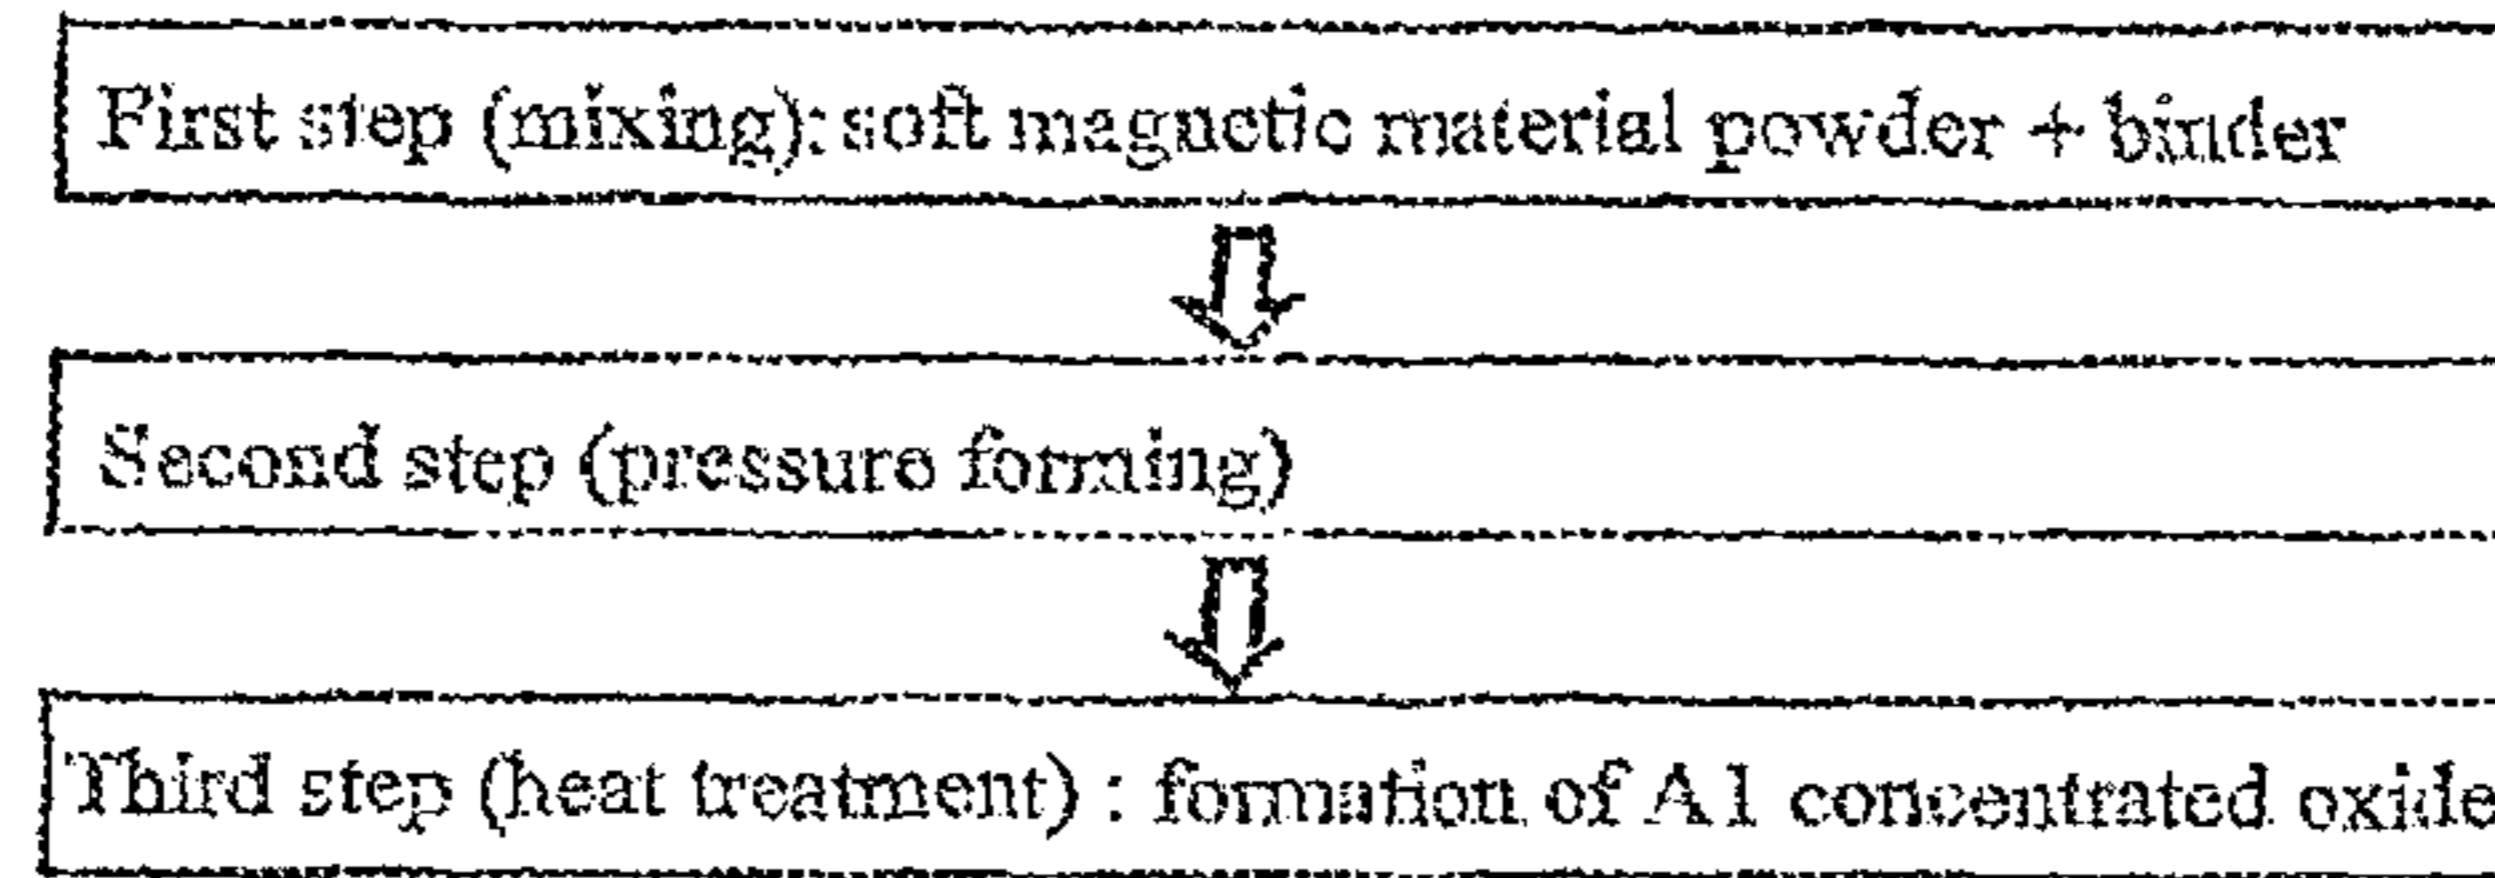 First step (mixing): soft magnetic material powder + binder
Second step (pressure forming)
Third step (heat treatment) : formation of Al concentrated oxide